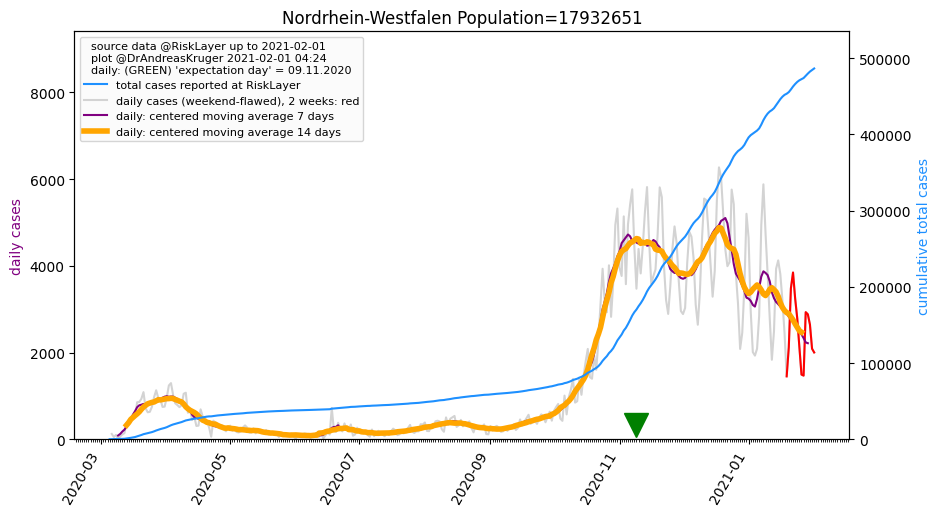 Nordrhein-Westfalen Population=17932651
source data @RiskLayer up to 2021-02-01
plot @DrAndreasKruger 2021-02-01 04:24
daily: (GREEN) 'expectation day' = 09.11.2020
total cases reported at RiskLayer
daily cases (weekend-flawed), 2 weeks: red
daily: centered moving average 7 days
daily: centered moving average 14 days
daily cases
8000
6000
4000
2000
0
500000
400000
300000
200000
100000
0
cumulative total cases
2020-03
2020-05
2020-07
2020-09
2020-11
2021-01